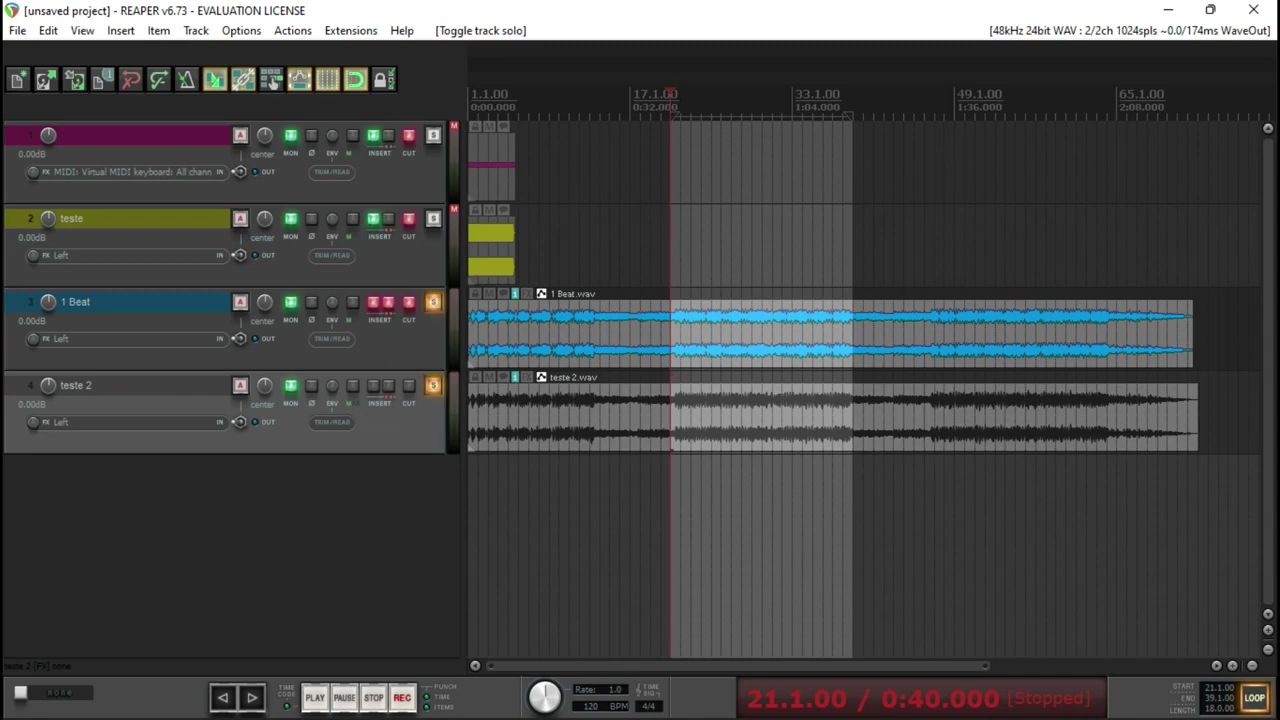 [unsaved project] - REAPER v6.73 - EVALUATION LICENSE
File Edit View Insert Item Track Options Actions Extensions Help [Toggle track solo] [48kHz 24bit WAV : 2/2ch 1024spls ~0.0/174ms WaveOut]
1.1.00 17.1.00 33.1.00 49.1.00 65.1.00
0:00.000 0:32.000 1:04.000 1:36.000 2:08.000
1 A S M
0.00dB center MON Ø ENV M INSERT CUT
FX MIDI: Virtual MIDI keyboard: All chann IN OUT TRIM/READ
2 teste A S M
0.00dB center MON Ø ENV M INSERT CUT
FX Left IN OUT TRIM/READ
1 Beat.wav
3 1 Beat A S
0.00dB center MON Ø ENV M INSERT CUT
FX Left IN OUT TRIM/READ
teste 2.wav
4 teste 2 A S
0.00dB center MON Ø ENV M INSERT CUT
FX Left IN OUT TRIM/READ
teste 2 [FX] none
none
TIME CODE
PLAY PAUSE STOP REC
PUNCH
TIME
ITEMS
Rate: 1.0
120 BPM
TIME SIG
4/4
21.1.00 / 0:40.000 [Stopped]
START 21.1.00
END 39.1.00
LENGTH 18.0.00
LOOP